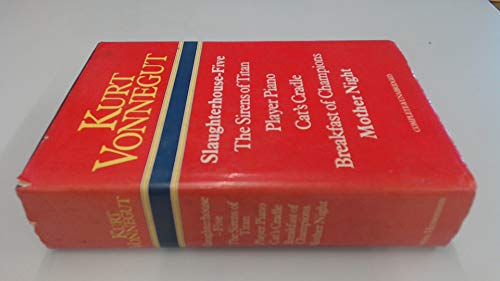 KURT
VONNEGUT
Slaughterhouse-Five
The Sirens of Titan
Player Piano
Cat's Cradle
Breakfast of Champions
Mother Night
COMPLETE & UNABRIDGED
KURT
VONNEGUT
Slaughterhouse
-Five
The Sirens of
Titan
Player Piano
Cat's Cradle
Breakfast of
Champions
Mother Night
Heinemann